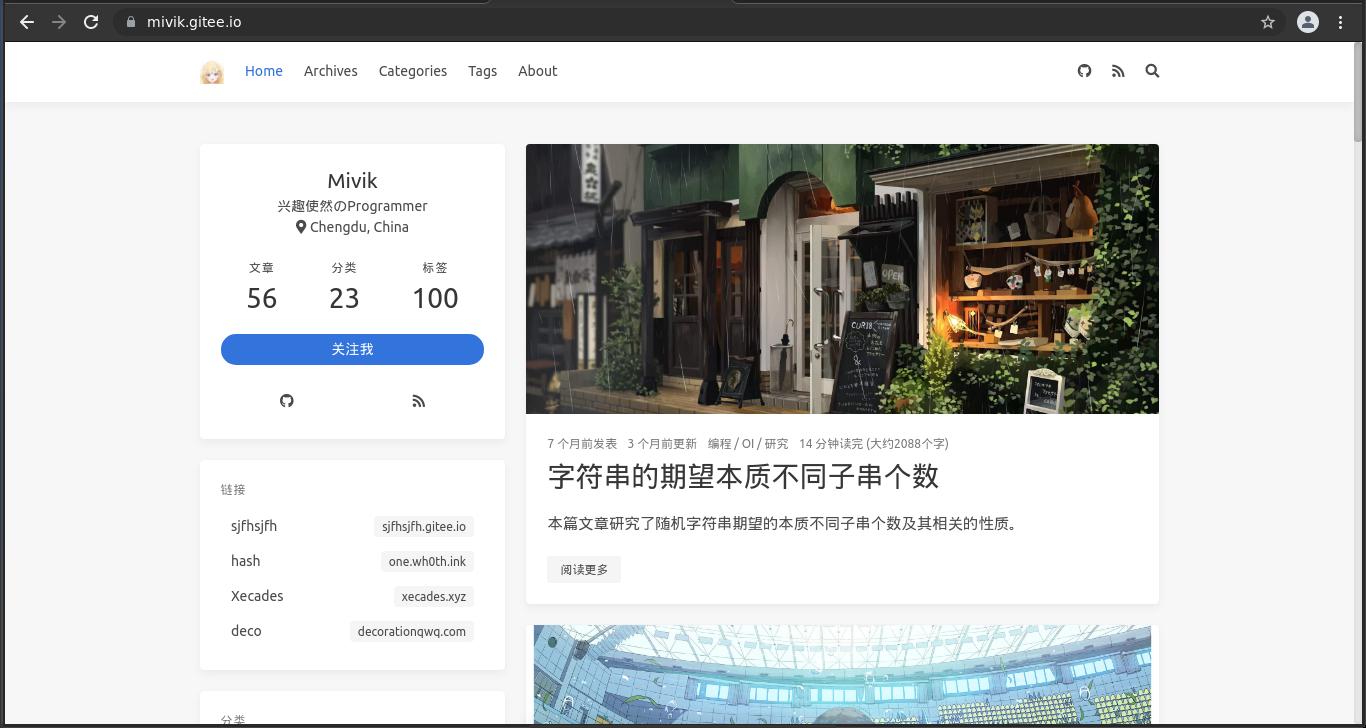 mivik.gitee.io
Home Archives Categories Tags About
Mivik
兴趣使然のProgrammer
Chengdu, China
文章 分类 标签
56 23 100
关注我
链接
sjfhsjfh sjfhsjfh.gitee.io
hash one.wh0th.ink
Xecades xecades.xyz
deco decorationqwq.com
分类
OPEN
7 个月前发表 3 个月前更新 编程 / OI / 研究 14 分钟读完 (大约2088个字)
字符串的期望本质不同子串个数
本篇文章研究了随机字符串期望的本质不同子串个数及其相关的性质。
阅读更多